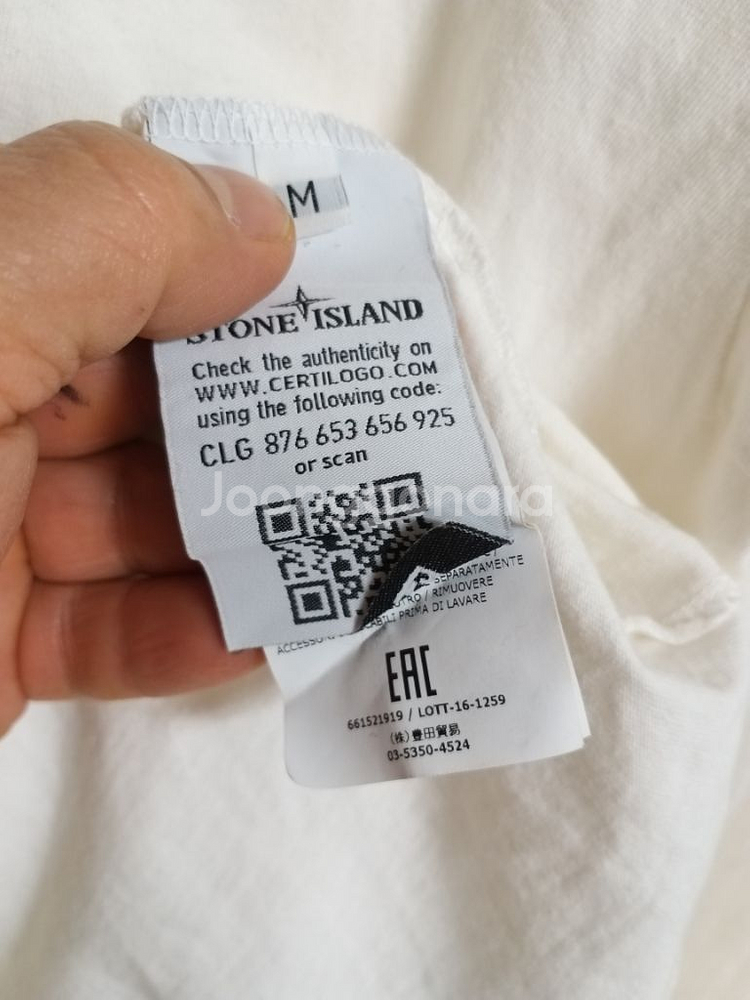 M
STONE ISLAND
Check the authenticity on
WWW.CERTILOGO.COM
using the following code:
CLG 876 653 656 925
or scan
Joongonara
SEPARATAMENTE
/ RIMUOVERE
PRIMA DI LAVARE
EAC
661521919 / LOTT-16-1259
(株)豊田貿易
03-5350-4524